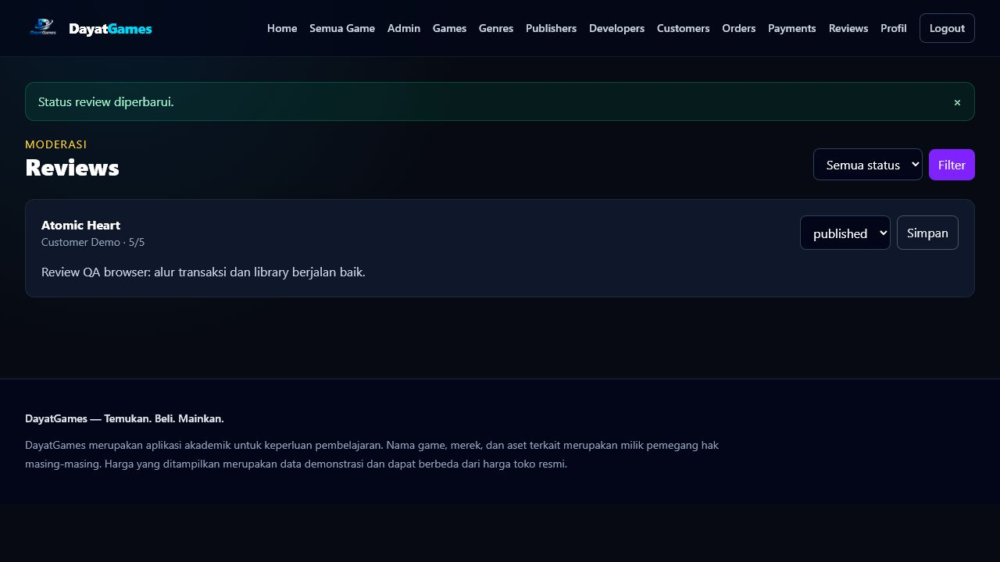 DayatGames
DayatGames
Home Semua Game Admin Games Genres Publishers Developers Customers Orders Payments Reviews Profil Logout
Status review diperbarui. ×
MODERASI
Reviews
Semua status Filter
Atomic Heart
Customer Demo · 5/5
published Simpan
Review QA browser: alur transaksi dan library berjalan baik.
DayatGames — Temukan. Beli. Mainkan.
DayatGames merupakan aplikasi akademik untuk keperluan pembelajaran. Nama game, merek, dan aset terkait merupakan milik pemegang hak
masing-masing. Harga yang ditampilkan merupakan data demonstrasi dan dapat berbeda dari harga toko resmi.